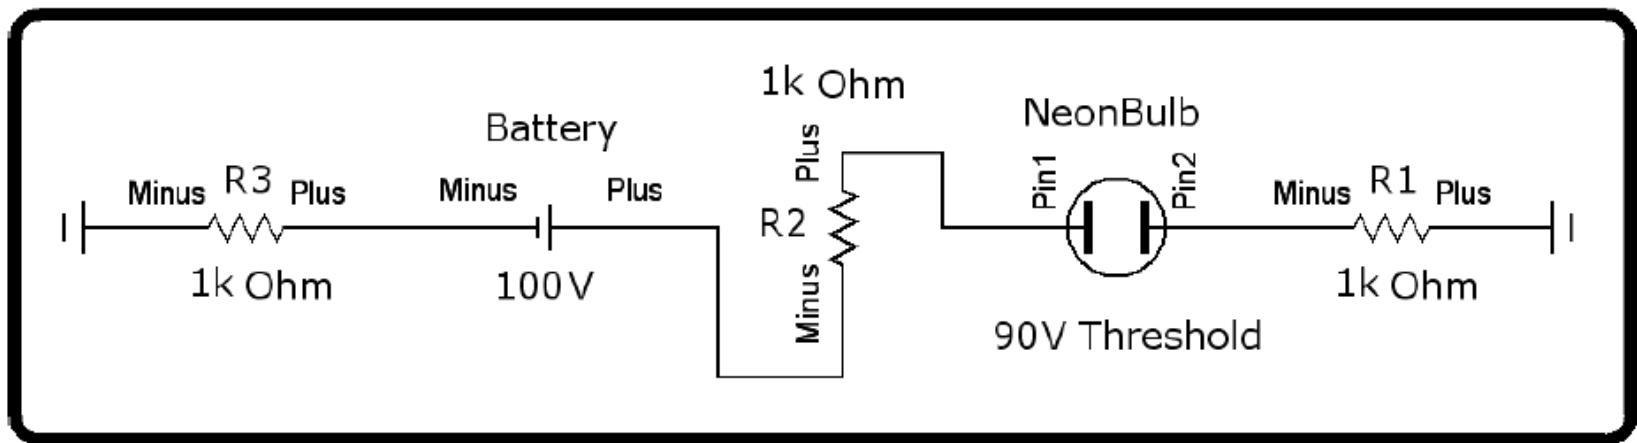 1k Ohm
Battery
NeonBulb
Minus R3 Plus
Minus
Plus
Plus
R2
Minus
Pin1
Pin2
Minus R1 Plus
1k Ohm
100V
90V Threshold
1k Ohm